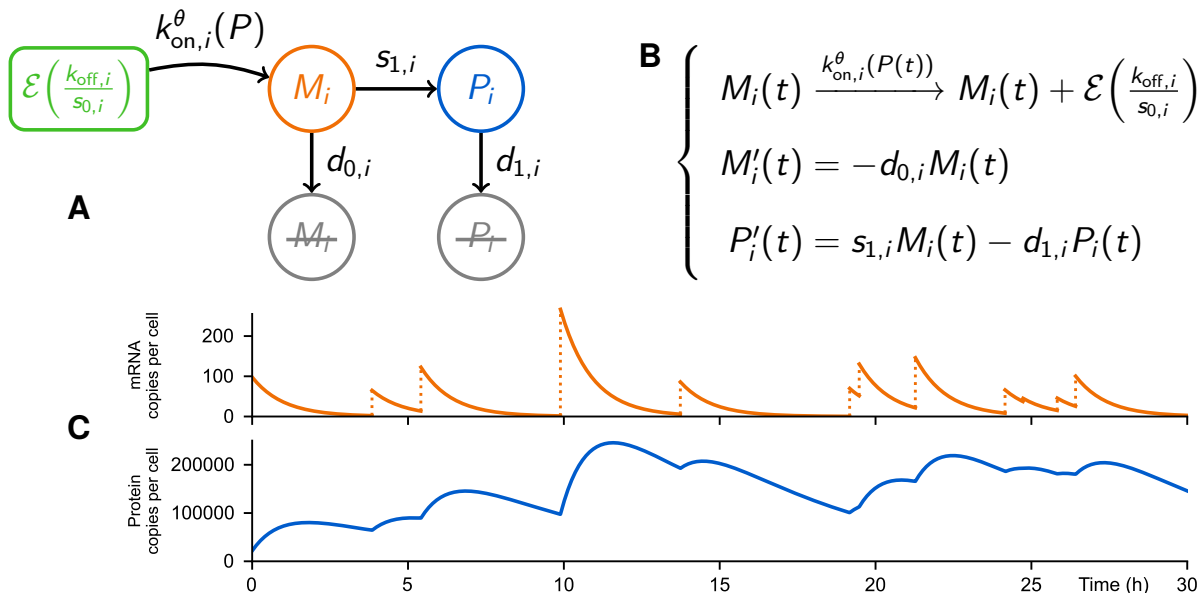 k^θ_on,i(P)
ℰ(k_off,i/s_0,i)
M_i
s_1,i
P_i
d_0,i
d_1,i
M_i
P_i
A
B
M_i(t) —k^θ_on,i(P(t))→ M_i(t) + ℰ(k_off,i/s_0,i)
M′_i(t) = −d_0,i M_i(t)
P′_i(t) = s_1,i M_i(t) − d_1,i P_i(t)
C
mRNA
copies per cell
200
100
0
Protein
copies per cell
200000
100000
0
0 5 10 15 20 25 Time (h) 30